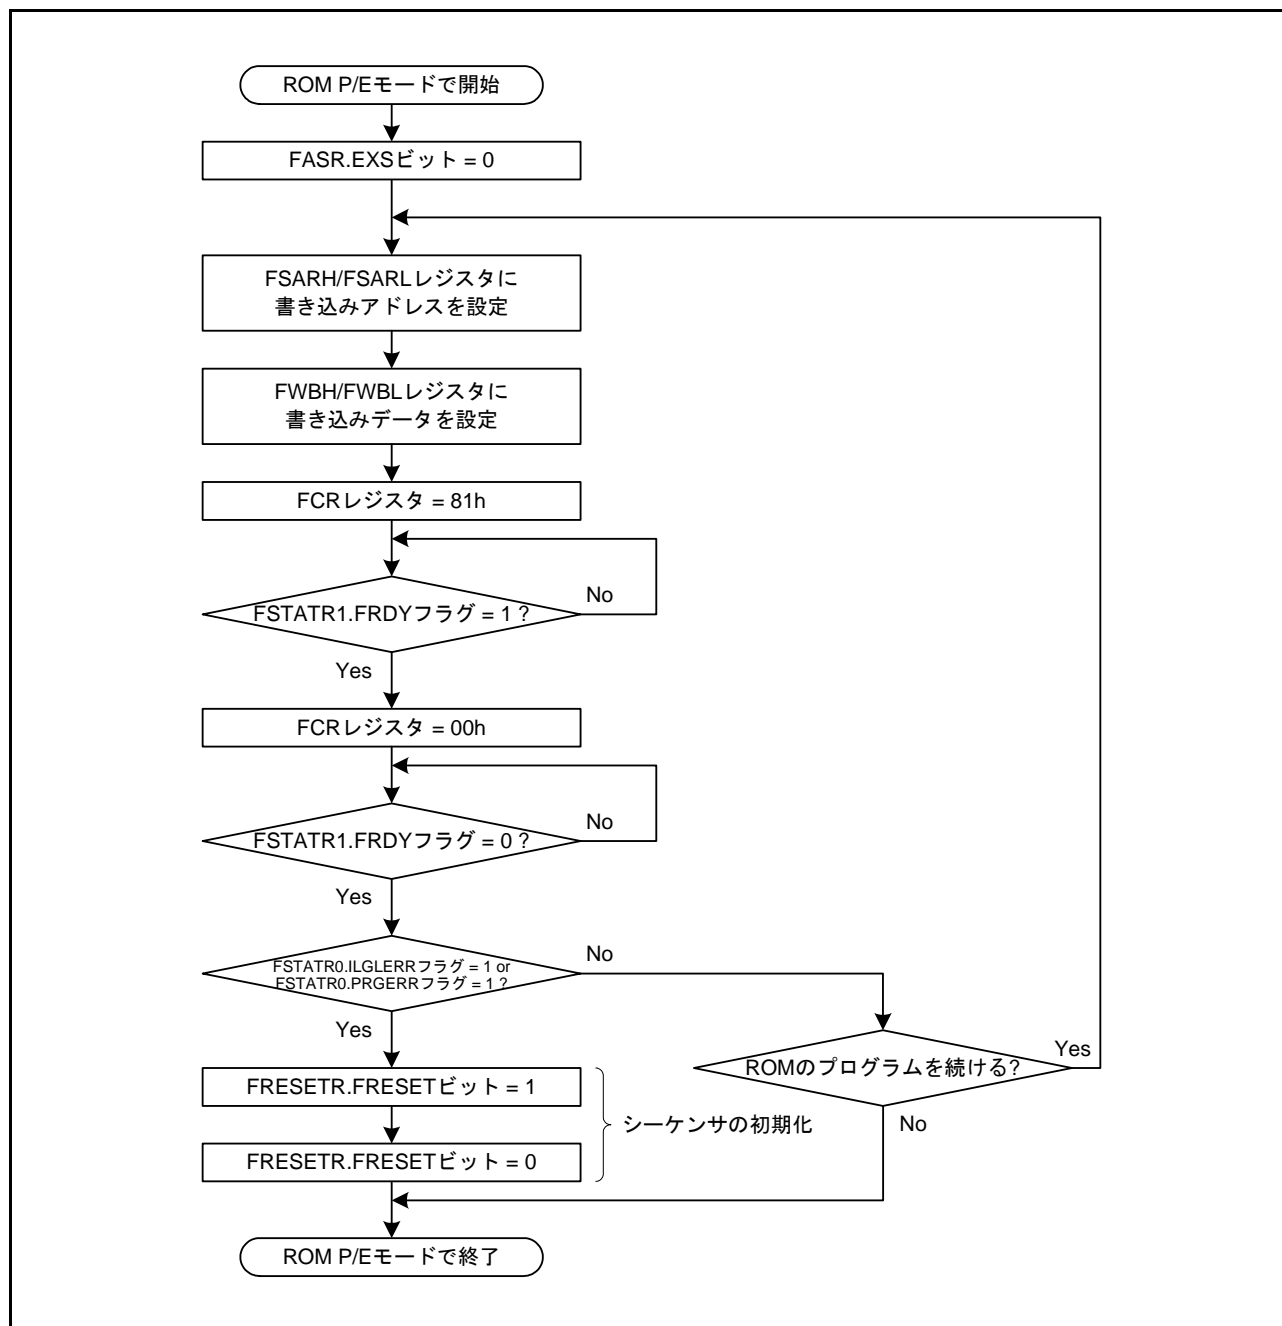 ROM P/Eモードで開始
FASR.EXSビット = 0
FSARH/FSARLレジスタに
書き込みアドレスを設定
FWBH/FWBLレジスタに
書き込みデータを設定
FCRレジスタ = 81h
No
FSTATR1.FRDYフラグ = 1 ?
Yes
FCRレジスタ = 00h
No
FSTATR1.FRDYフラグ = 0 ?
Yes
No
FSTATR0.ILGLERRフラグ = 1 or
FSTATR0.PRGERRフラグ = 1 ?
Yes
Yes
ROMのプログラムを続ける?
FRESETR.FRESETビット = 1
シーケンサの初期化
No
FRESETR.FRESETビット = 0
ROM P/Eモードで終了